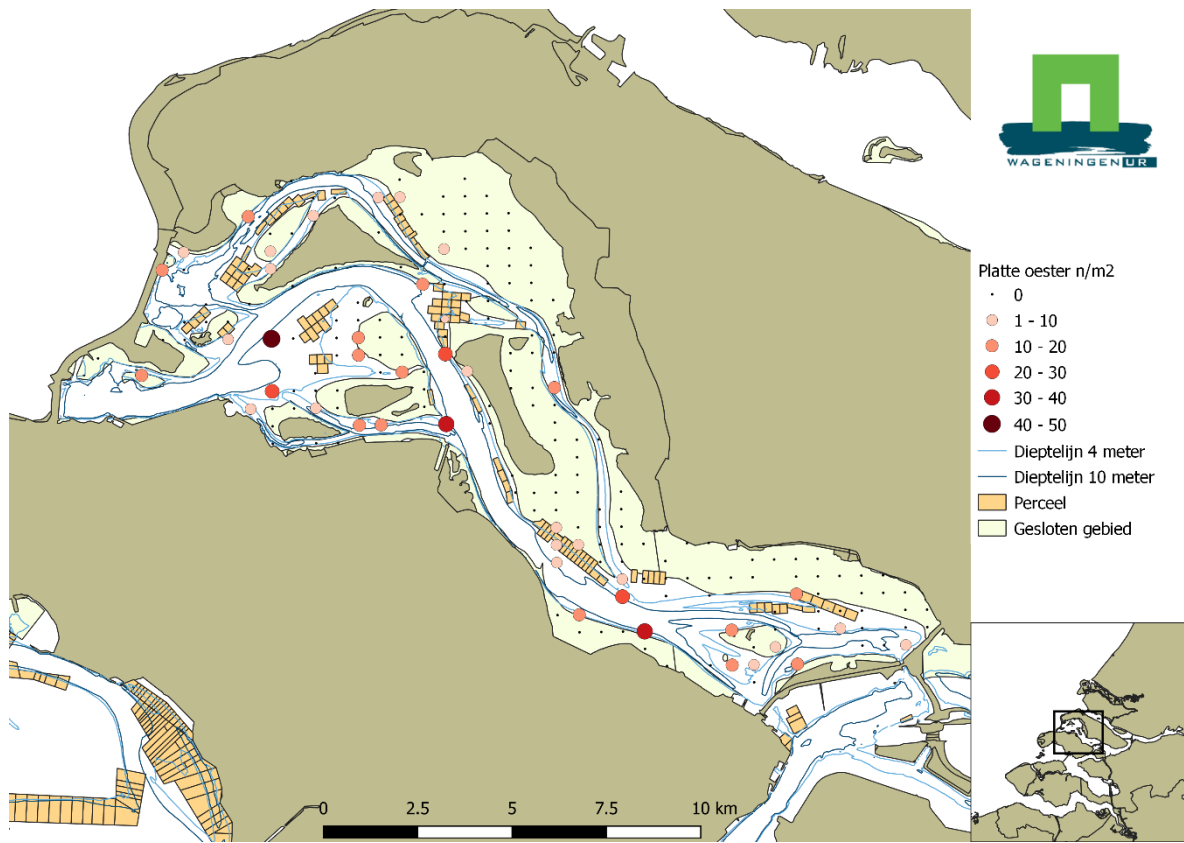 WAGENINGEN UR
Platte oester n/m2
0
1 - 10
10 - 20
20 - 30
30 - 40
40 - 50
Dieptelijn 4 meter
Dieptelijn 10 meter
Perceel
Gesloten gebied
0 2.5 5 7.5 10 km